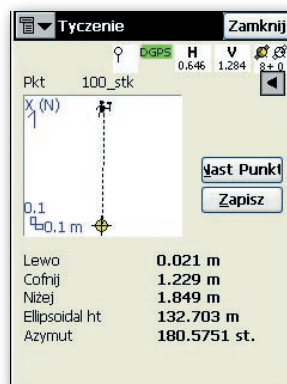 Tyczenie Zamknij
DGPS H V
0.646 1.284 8+0
Pkt 100_stk
X (N)
0.1
0.1 m
Nast Punkt
Zapisz
Lewo 0.021 m
Cofnij 1.229 m
Niżej 1.849 m
Ellipsoidal ht 132.703 m
Azymut 180.5751 st.